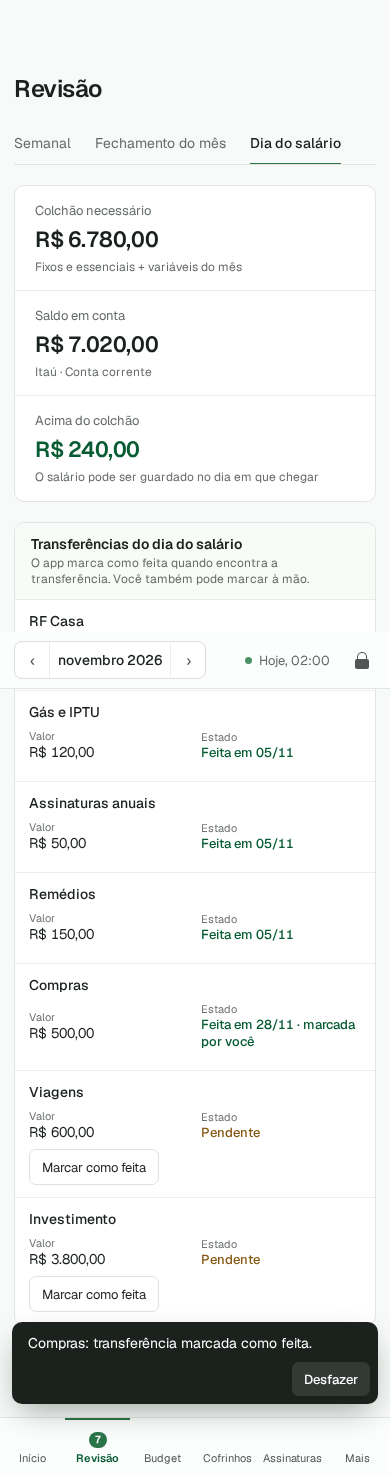 Revisão
Semanal Fechamento do mês Dia do salário
Colchão necessário
R$ 6.780,00
Fixos e essenciais + variáveis do mês
Saldo em conta
R$ 7.020,00
Itaú · Conta corrente
Acima do colchão
R$ 240,00
O salário pode ser guardado no dia em que chegar
Transferências do dia do salário
O app marca como feita quando encontra a
transferência. Você também pode marcar à mão.
RF Casa
‹ novembro 2026 › Hoje, 02:00
Gás e IPTU
Valor Estado
R$ 120,00 Feita em 05/11
Assinaturas anuais
Valor Estado
R$ 50,00 Feita em 05/11
Remédios
Valor Estado
R$ 150,00 Feita em 05/11
Compras
Valor Estado
R$ 500,00 Feita em 28/11 · marcada
por você
Viagens
Valor Estado
R$ 600,00 Pendente
Marcar como feita
Investimento
Valor Estado
R$ 3.800,00 Pendente
Marcar como feita
Compras: transferência marcada como feita.
Desfazer
7
Início Revisão Budget Cofrinhos Assinaturas Mais